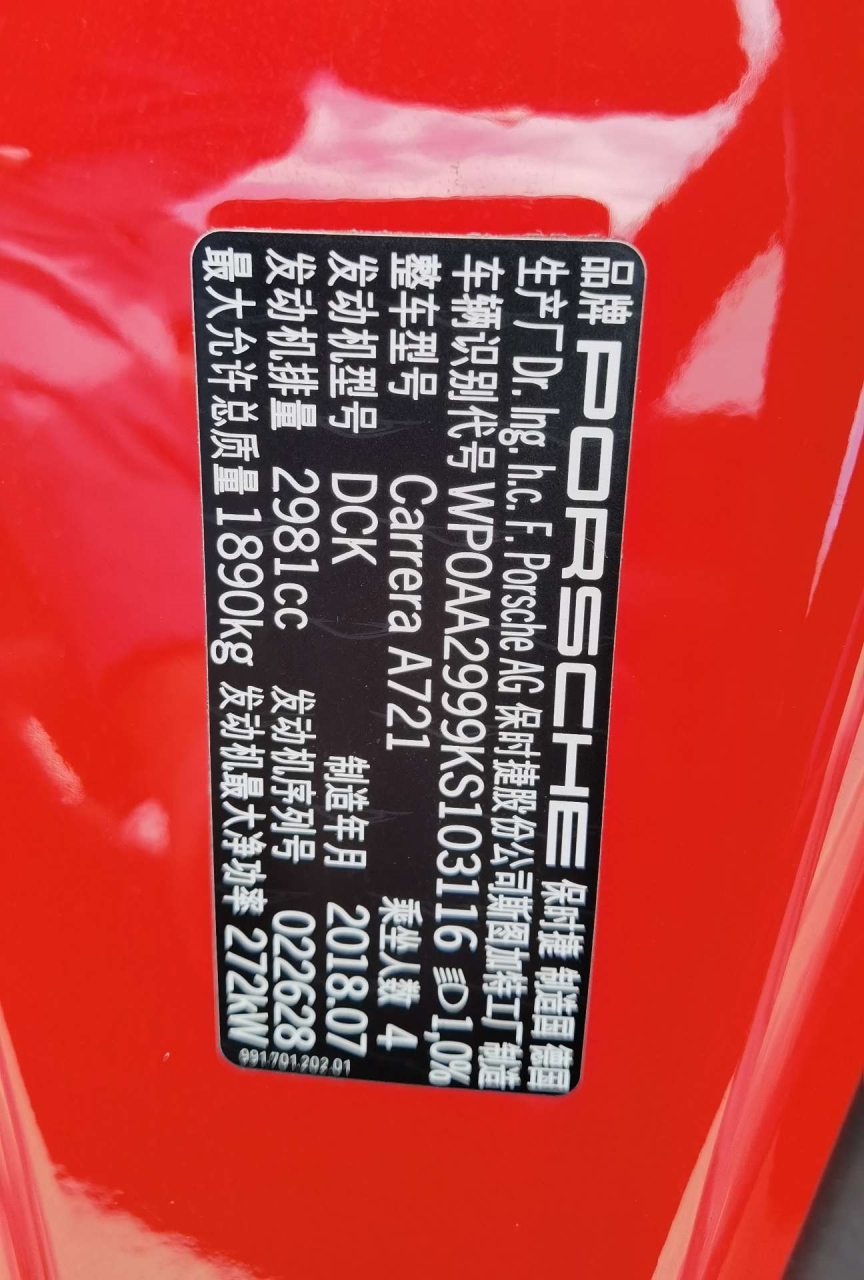 品牌 PORSCHE 保时捷 制造国 德国
生产厂 Dr. Ing. h.c. F. Porsche AG 保时捷股份公司斯图加特工厂 制造
车辆识别代号 WP0AA2999KS103116 1,0%
整车型号 Carrera A721 乘坐人数 4
发动机型号 DCK 制造年月 2018.07
发动机排量 2981cc 发动机序列号 022628
最大允许总质量 1890kg 发动机最大净功率 272kW
991.701.202.01